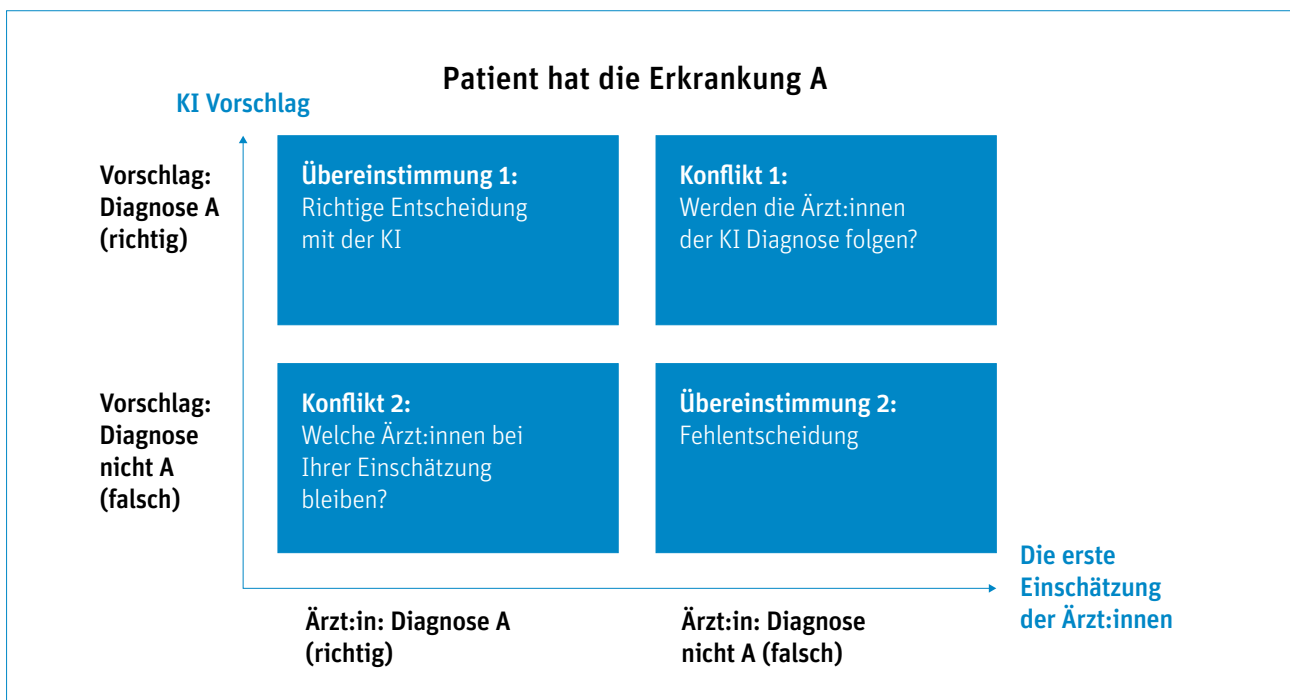 Patient hat die Erkrankung A
KI Vorschlag
Vorschlag:
Diagnose A
(richtig)
Übereinstimmung 1:
Richtige Entscheidung
mit der KI
Konflikt 1:
Werden die Ärzt:innen
der KI Diagnose folgen?
Vorschlag:
Diagnose
nicht A
(falsch)
Konflikt 2:
Welche Ärzt:innen bei
Ihrer Einschätzung
bleiben?
Übereinstimmung 2:
Fehlentscheidung
Die erste
Einschätzung
der Ärzt:innen
Ärzt:in: Diagnose A
(richtig)
Ärzt:in: Diagnose
nicht A (falsch)